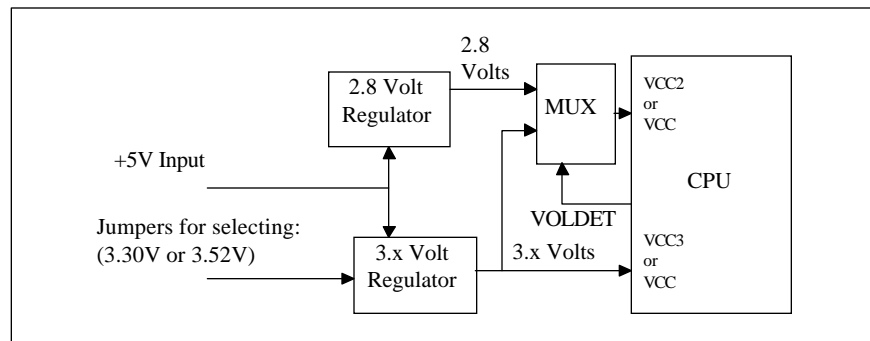 2.8
Volts
2.8 Volt
Regulator
MUX
VCC2
or
VCC
+5V Input
CPU
Jumpers for selecting:
(3.30V or 3.52V)
VOLDET
3.x Volt
Regulator
3.x Volts
VCC3
or
VCC